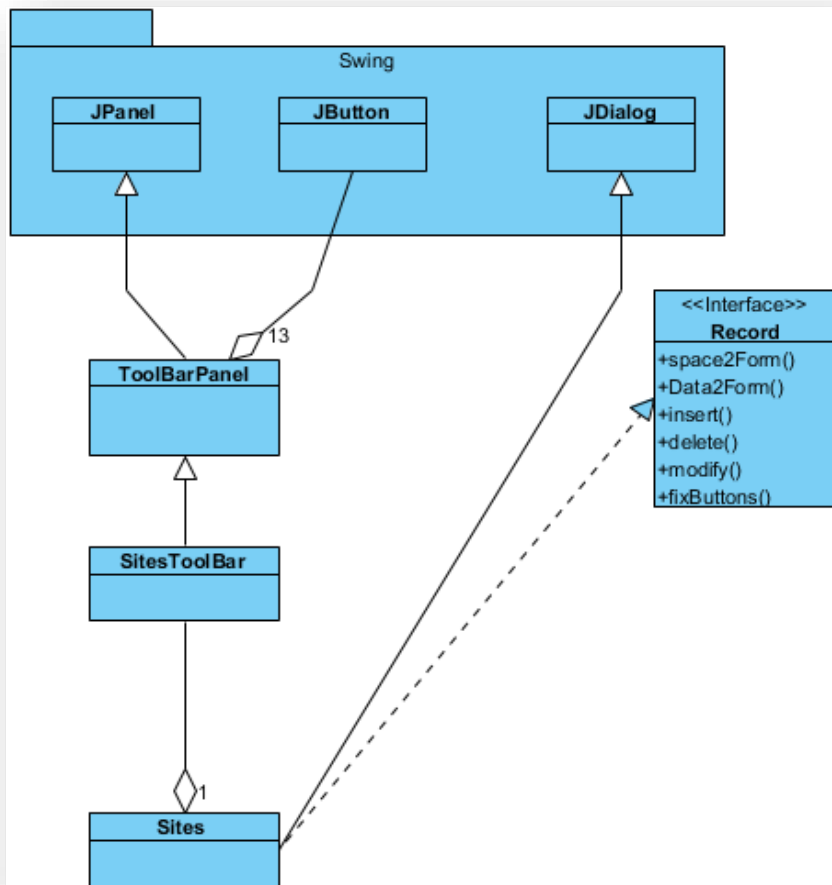 Swing
JPanel
JButton
JDialog
<<Interface>>
Record
+space2Form()
+Data2Form()
+insert()
+delete()
+modify()
+fixButtons()
13
ToolBarPanel
SitesToolBar
1
Sites